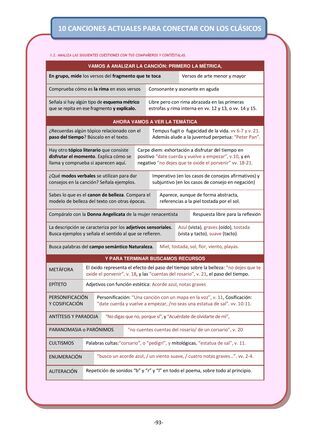 10 CANCIONES ACTUALES PARA CONECTAR CON LOS CLÁSICOS
1.C. ANALIZA LAS SIGUIENTES CUESTIONES CON TUS COMPAÑEROS Y CONTÉSTALAS.
VAMOS A ANALIZAR LA CANCIÓN: PRIMERO LA MÉTRICA,
En grupo, mide los versos del fragmento que te toca
Versos de arte menor y mayor
Comprueba cómo es la rima en esos versos
Consonante y asonante en aguda
Señala si hay algún tipo de esquema métrico
que se repita en ese fragmento y explícalo.
Libre pero con rima abrazada en las primeras
estrofas y rima interna en vv. 12 y 13, o vv. 14 y 15.
AHORA VAMOS A VER LA TEMÁTICA
¿Recuerdas algún tópico relacionado con el
paso del tiempo? Búscalo en el texto.
Tempus fugit o fugacidad de la vida. vv 6-7 y v. 21.
Además alude a la juventud perpetua: "Peter Pan".
Hay otro tópico literario que consiste
disfrutar el momento. Explica cómo se
llama y comprueba si aparecen aquí.
Carpe diem: exhortación a disfrutar del tiempo en
positivo "date cuerda y vuelve a empezar", v.10, y en
negativo "no dejes que te oxide el porvenir" vv. 18-21.
¿Qué modos verbales se utilizan para dar
consejos en la canción? Señala ejemplos.
Imperativo (en los casos de consejos afirmativos) y
subjuntivo (en los casos de consejo en negación)
Sabes lo que es el canon de belleza. Compara el
modelo de belleza del texto con otras épocas.
Aparece, aunque de forma abstracta,
referencias a la piel tostada por el sol.
Compáralo con la Donna Angelicata de la mujer renacentista
Respuesta libre para la reflexión
La descripción se caracteriza por los adjetivos sensoriales.
Busca ejemplos y señala el sentido al que se refieren.
Azul (vista), graves (oído), tostada
(vista y tacto), suave (tacto)
Busca palabras del campo semántico Naturaleza.
Miel, tostada, sol, flor, viento, playas.
Y PARA TERMINAR BUSCAMOS RECURSOS
METÁFORA
El óxido representa el efecto del paso del tiempo sobre la belleza: "no dejes que te
oxide el porvenir", v. 18, y las "cuerdas del rosario", v. 21, el paso del tiempo.
EPÍTETO
Adjetivos con función estética: Acorde azul, notas graves
PERSONIFICACIÓN
Y COSIFICACIÓN
Personificación: "Una canción con un mapa en la voz", v. 11, Cosificación:
"date cuerda y vuelve a empezar, /no seas una estatua de sal". vv. 10-11.
ANTÍTESIS Y PARADOJA
"No digas que no, porque sí", y "Acuérdate de olvidarte de mí",
PARANOMASIA o PARÓNIMOS
"no cuentes cuentas del rosario/ de un corsario", v. 20
CULTISMOS
Palabras cultas:"corsario", o "pedigrí", y mitológicas, "estatua de sal", v. 11.
ENUMERACIÓN
"busco un acorde azul, / un viento suave, / cuatro notas graves...". vv. 2-4.
ALITERACIÓN
Repetición de sonidos "b" y "r" y "l" en todo el poema, sobre todo al principio.
-93-